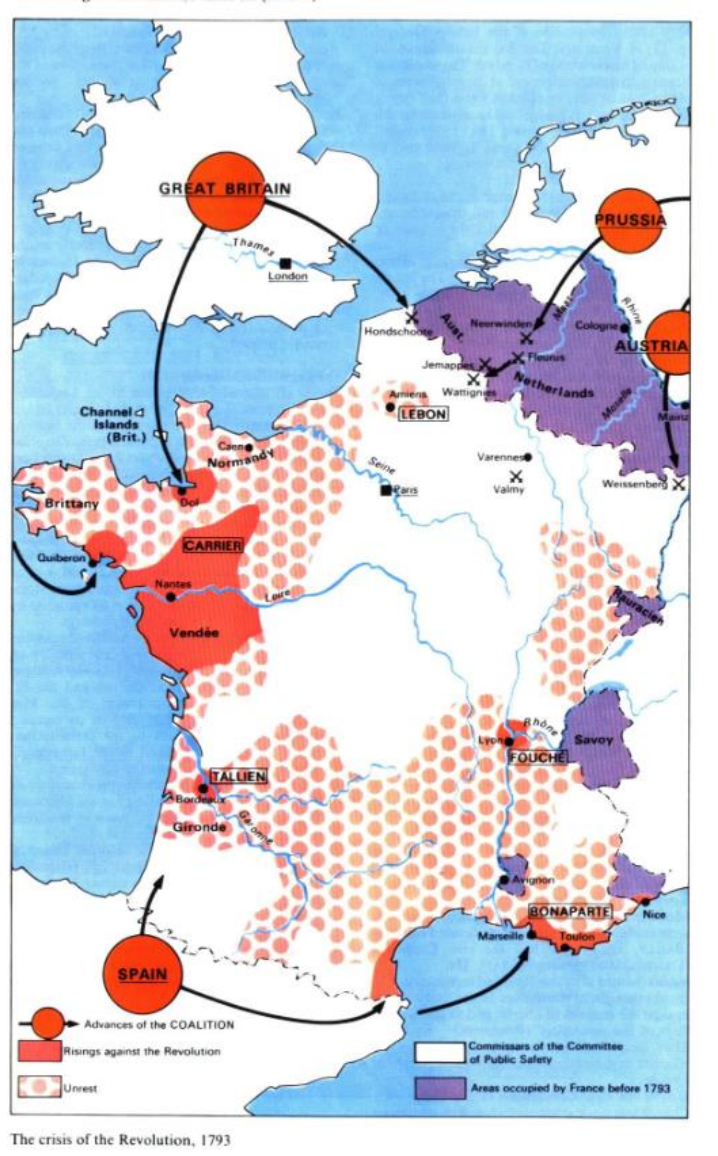 GREAT BRITAIN
PRUSSIA
Thames
London
Hondschoote
Aust.
Neerwinden
Maas
Cologne
Rhine
AUSTRIA
Jemappes
Fleurus
Wattignies
Netherlands
Moselle
Mainz
Amiens
LEBON
Channel
Islands
(Brit.)
Caen
Normandy
Seine
Paris
Varennes
Valmy
Weissenberg
Brittany
Dol
CARRIER
Quiberon
Nantes
Loire
Rauracien
Vendée
Lyon
Rhône
Savoy
FOUCHÉ
TALLIEN
Bordeaux
Gironde
Garonne
Avignon
BONAPARTE
Nice
Marseille
Toulon
SPAIN
Advances of the COALITION
Risings against the Revolution
Unrest
Commissars of the Committee
of Public Safety
Areas occupied by France before 1793
The crisis of the Revolution, 1793